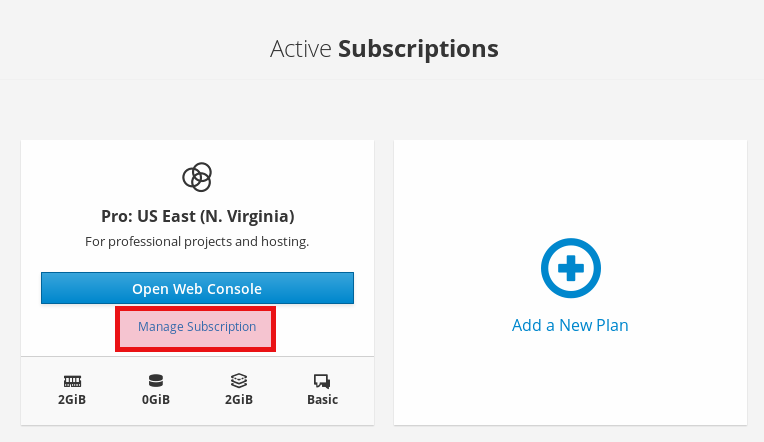 Active Subscriptions
Pro: US East (N. Virginia)
For professional projects and hosting.
Open Web Console
Manage Subscription
2GiB
0GiB
2GiB
Basic
Add a New Plan